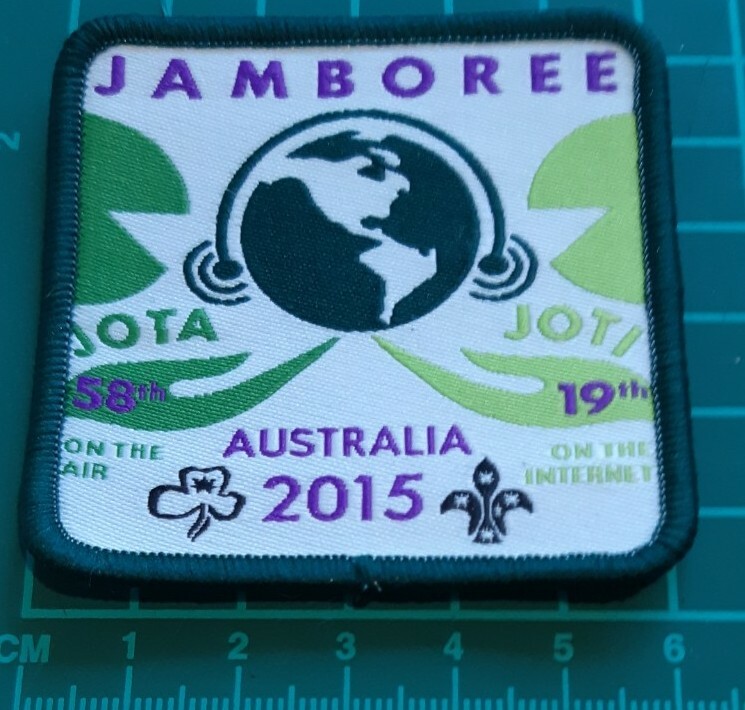 JAMBOREE
JOTA
JOTI
58th
19th
ON THE
AIR
AUSTRALIA
ON THE
INTERNET
2015
2
CM 1 2 3 4 5 6